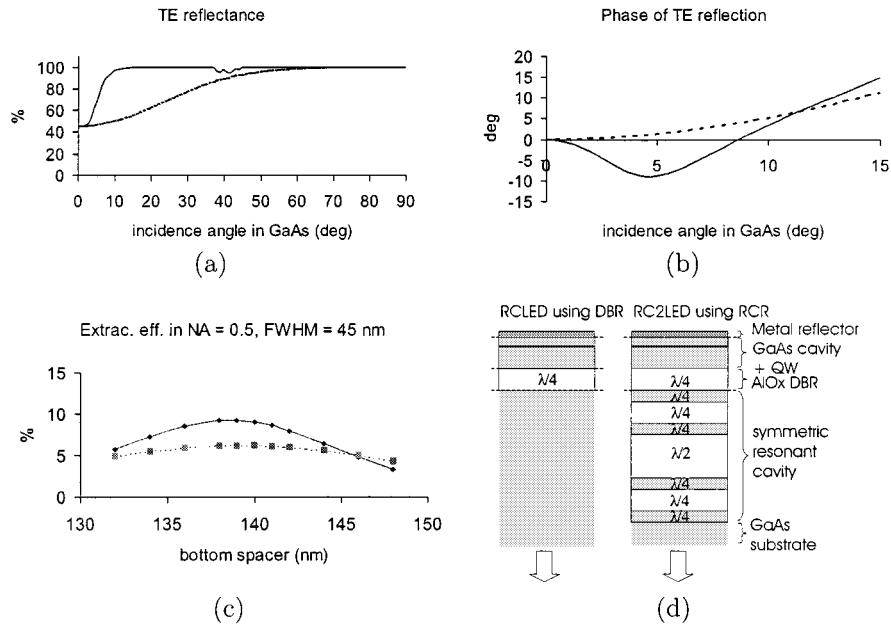 TE reflectance
100
80
60
40
20
0
%
0 10 20 30 40 50 60 70 80 90
incidence angle in GaAs (deg)
(a)
Phase of TE reflection
20
15
10
5
0
-5
-10
-15
deg
0 5 10 15
incidence angle in GaAs (deg)
(b)
Extrac. eff. in NA = 0.5, FWHM = 45 nm
15
10
5
0
%
130 135 140 145 150
bottom spacer (nm)
(c)
RCLED using DBR RC2LED using RCR
Metal reflector
GaAs cavity
+ QW
AlOx DBR
λ/4
λ/4
λ/4
λ/4
λ/4
λ/2
λ/4
λ/4
λ/4
symmetric
resonant
cavity
GaAs
substrate
(d)